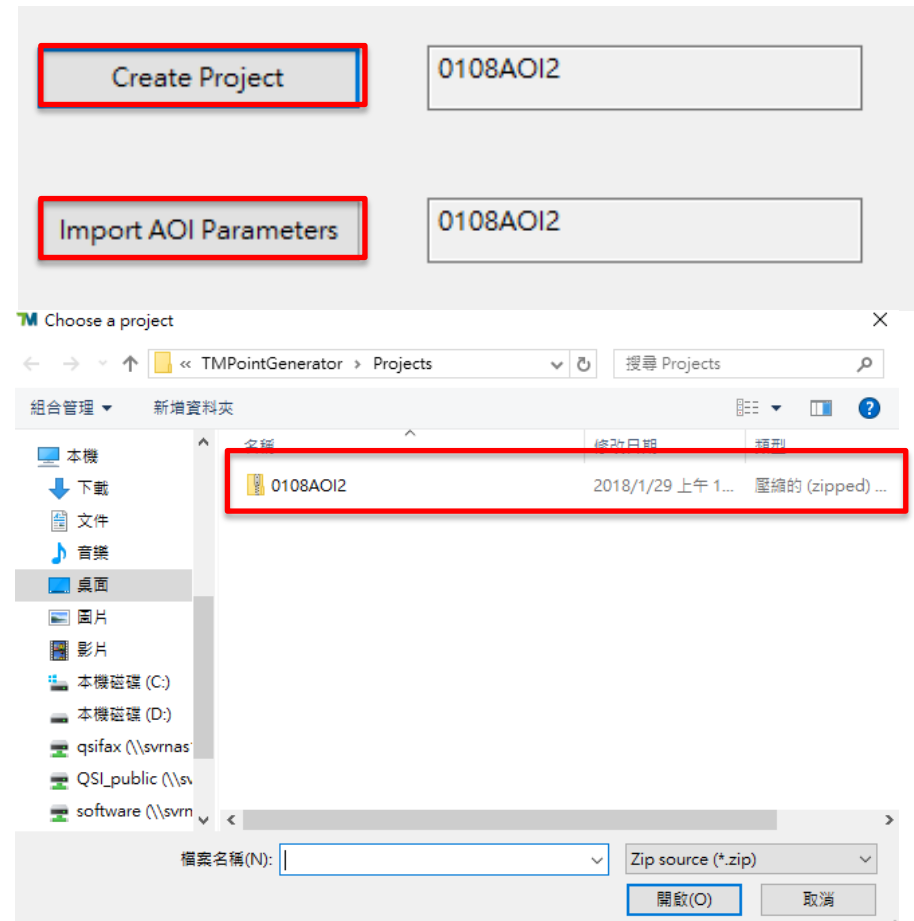 Create Project
0108AOI2
Import AOI Parameters
0108AOI2
Choose a project
« TMPointGenerator › Projects
搜尋 Projects
組合管理
新增資料夾
名稱
修改日期
類型
本機
下載
文件
音樂
桌面
圖片
影片
本機磁碟 (C:)
本機磁碟 (D:)
qsifax (\\svrnas
QSI_public (\\sv
software (\\svrn
0108AOI2
2018/1/29 上午 1...
壓縮的 (zipped) ...
檔案名稱(N):
Zip source (*.zip)
開啟(O)
取消